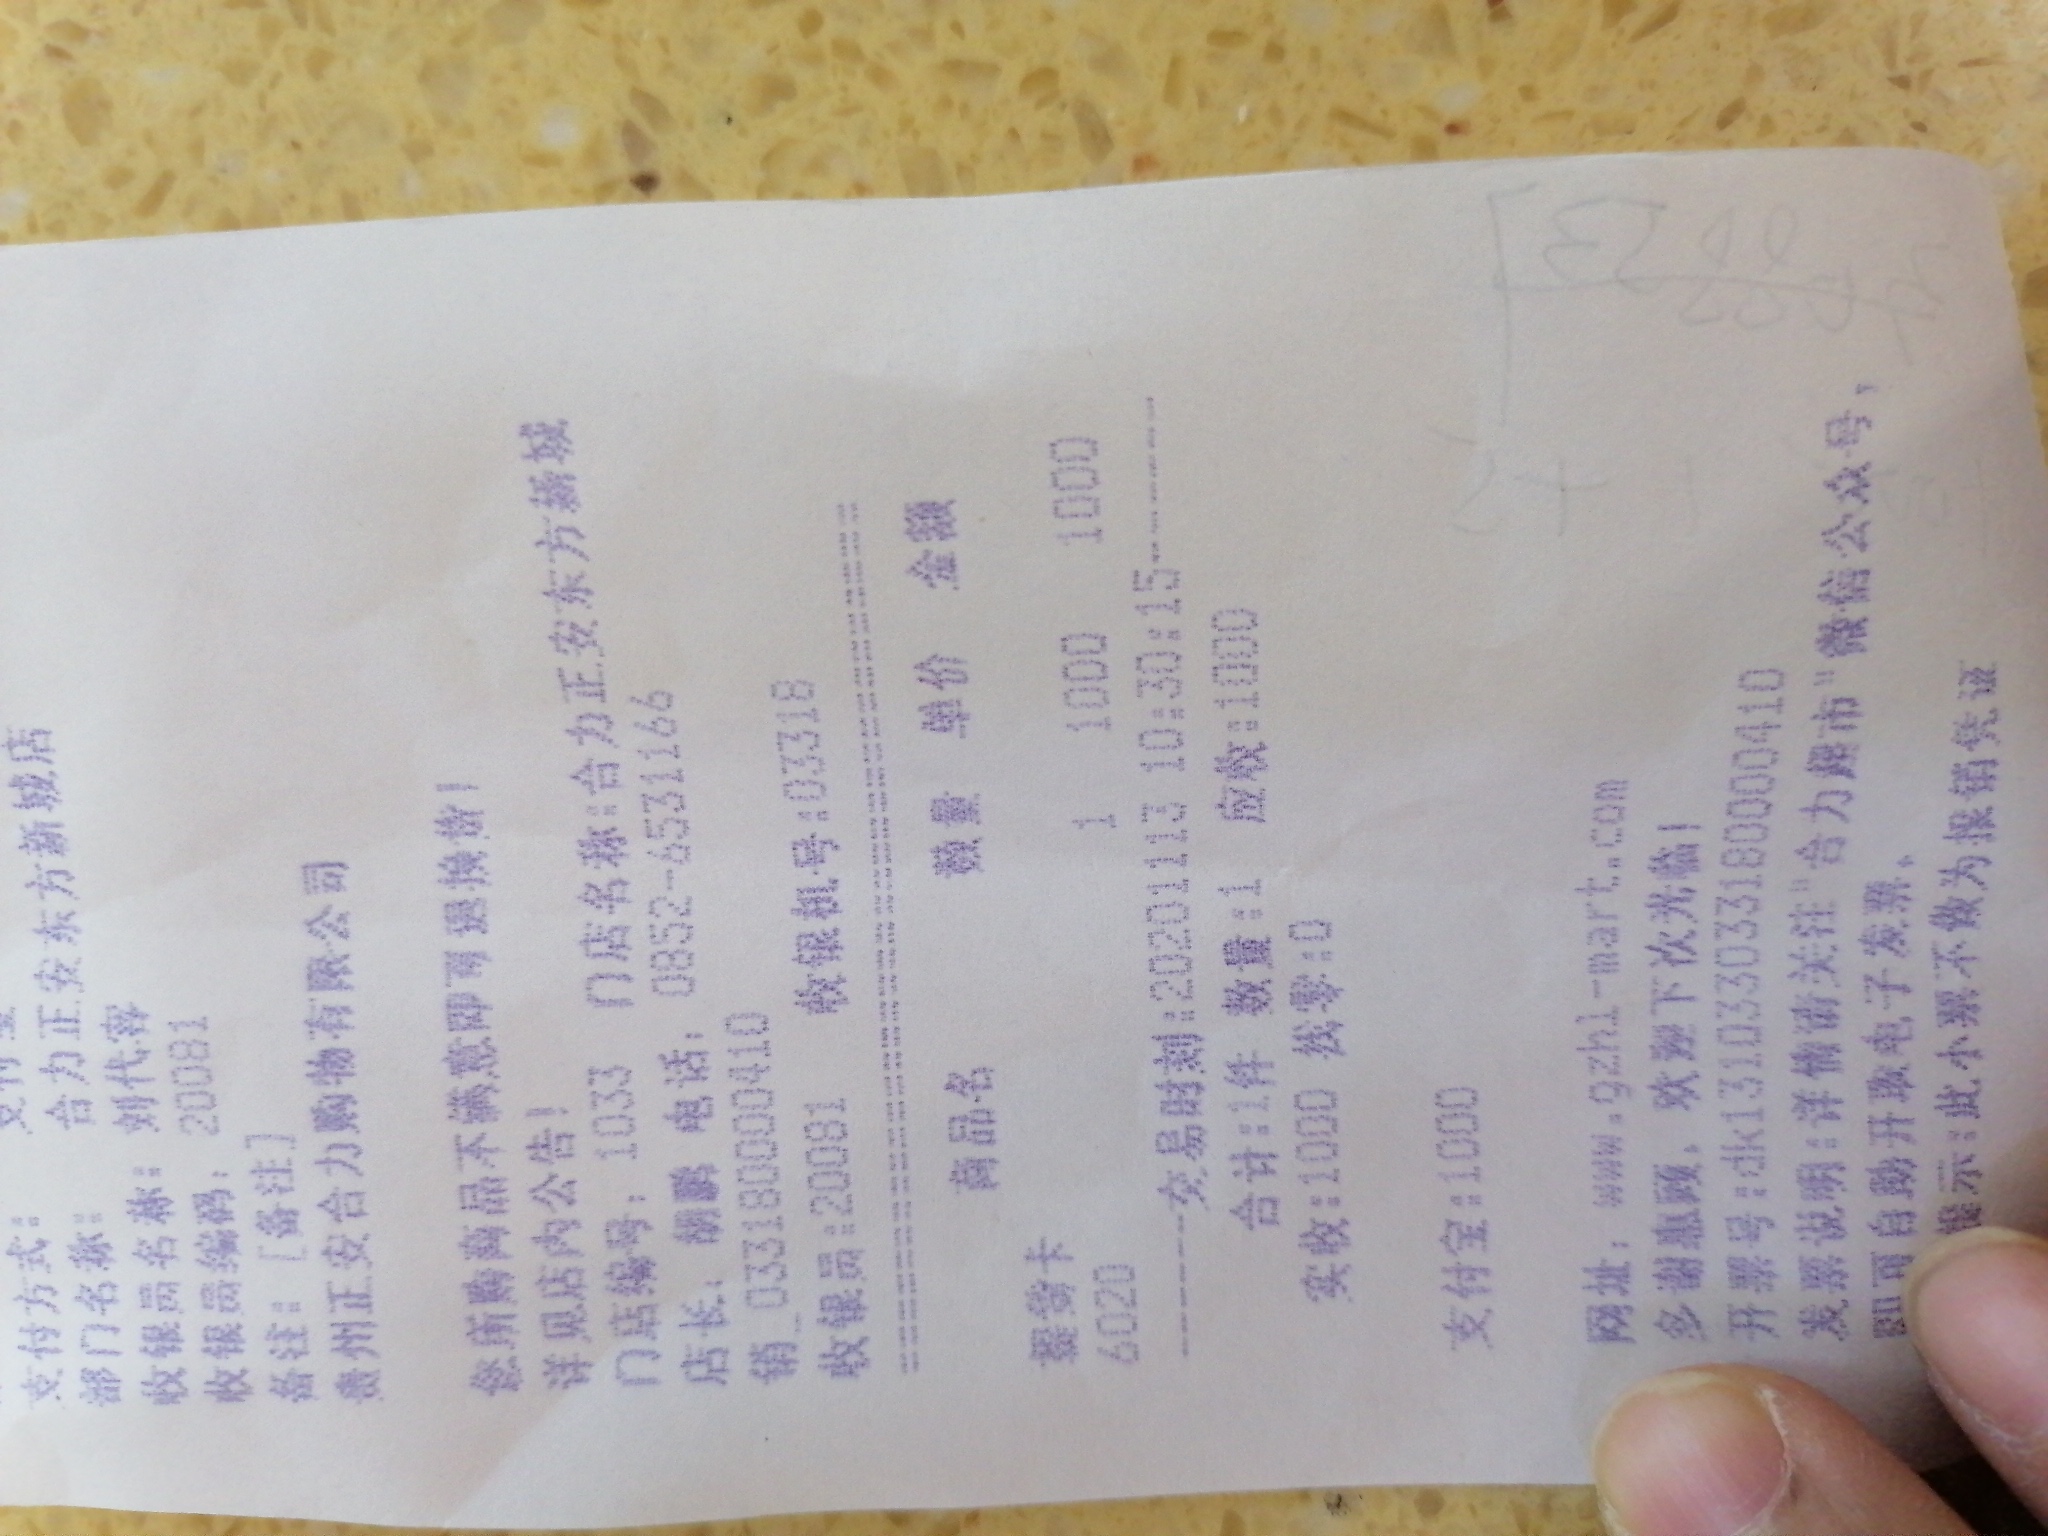 支付方式:
部门名称: 合力正安东方新城店
收银员名称: 刘代容
收银员编码: 20081
备注: [备注]
贵州正安合力购物有限公司
您所购商品不满意即可退换货!
详见店内公告!
门店编号: 1033 门店名称:合力正安东方新城
店长: 胡鹏 电话: 0852-6531166
销_0331800000410
收银员:20081 收银机号:03318
商品名 数量 单价 金额
提货卡
6020 1 1000 1000
交易时刻:20201113 10:30:15
合计:1件 数量:1 应收:1000
实收:1000 找零:0
支付宝:1000
网址: www.gzhl-mart.com
多谢惠顾，欢迎下次光临!
开票号:dk13103303318000410
发票说明:详情请关注"合力超市"微信公众号，
即可自助开取电子发票。
提示:此小票不做为报销凭证